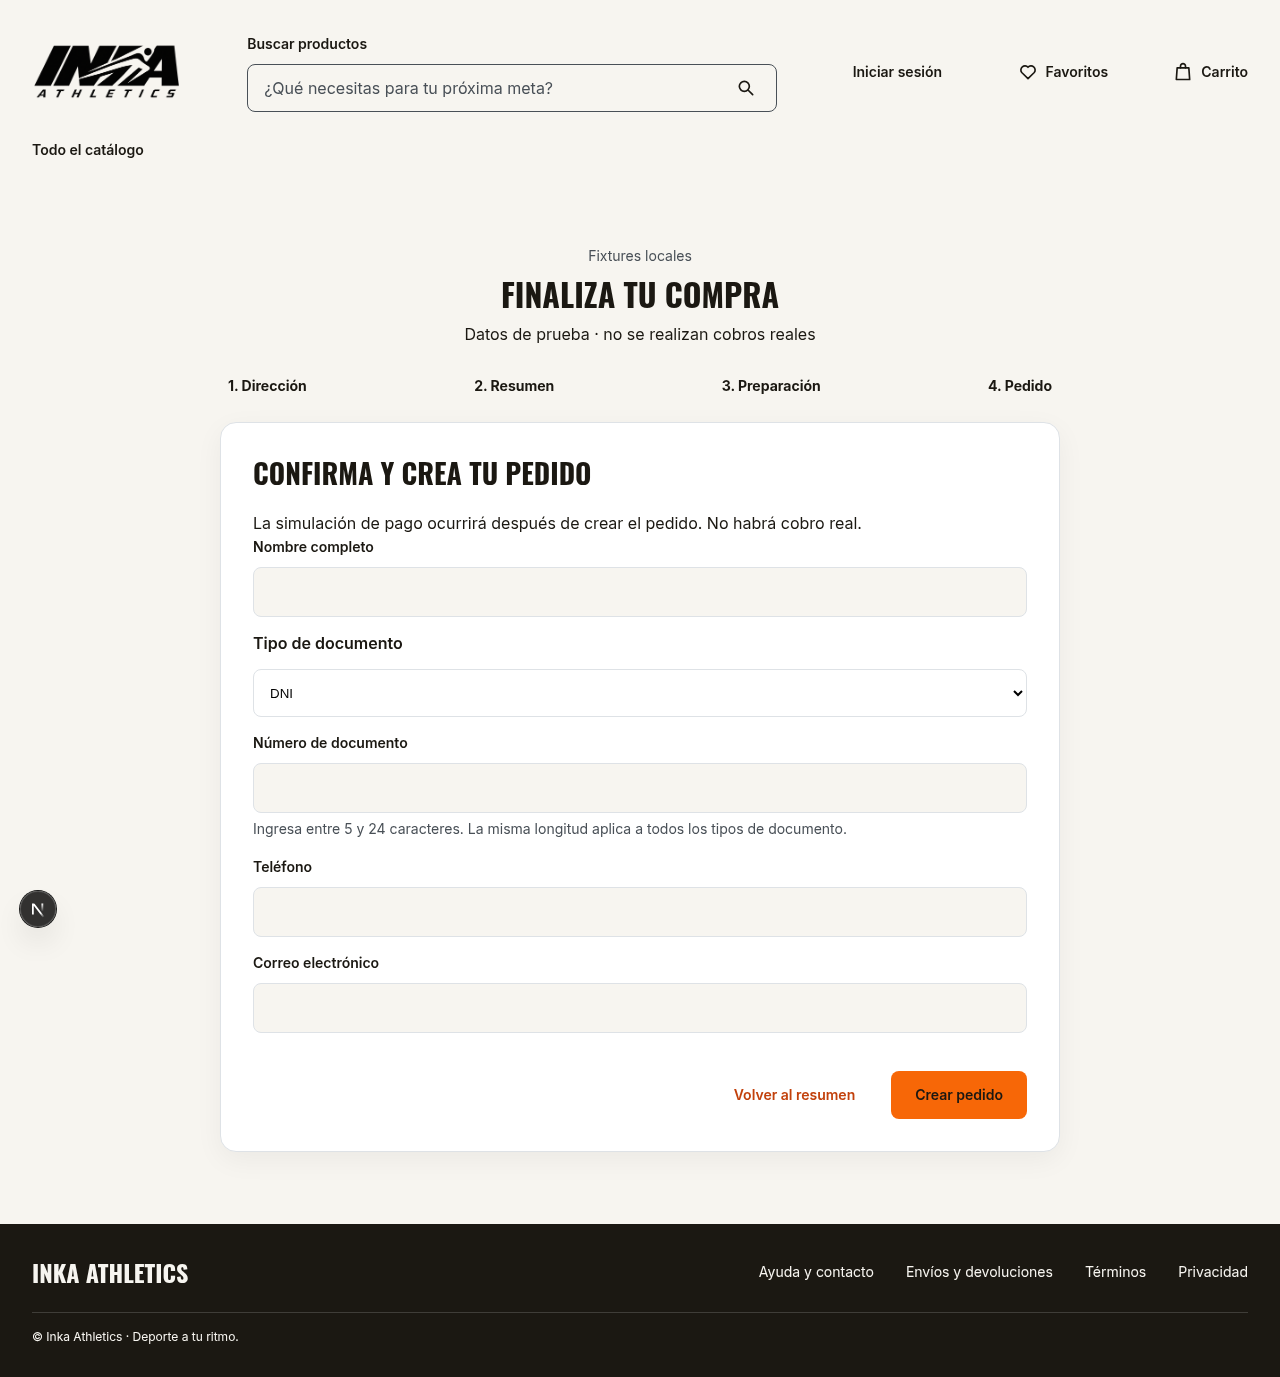 INKA
ATHLETICS
Buscar productos
¿Qué necesitas para tu próxima meta?
Iniciar sesión
Favoritos
Carrito
Todo el catálogo
Fixtures locales
FINALIZA TU COMPRA
Datos de prueba · no se realizan cobros reales
1. Dirección
2. Resumen
3. Preparación
4. Pedido
CONFIRMA Y CREA TU PEDIDO
La simulación de pago ocurrirá después de crear el pedido. No habrá cobro real.
Nombre completo
Tipo de documento
DNI
Número de documento
Ingresa entre 5 y 24 caracteres. La misma longitud aplica a todos los tipos de documento.
Teléfono
N
Correo electrónico
Volver al resumen
Crear pedido
INKA ATHLETICS
Ayuda y contacto
Envíos y devoluciones
Términos
Privacidad
© Inka Athletics · Deporte a tu ritmo.